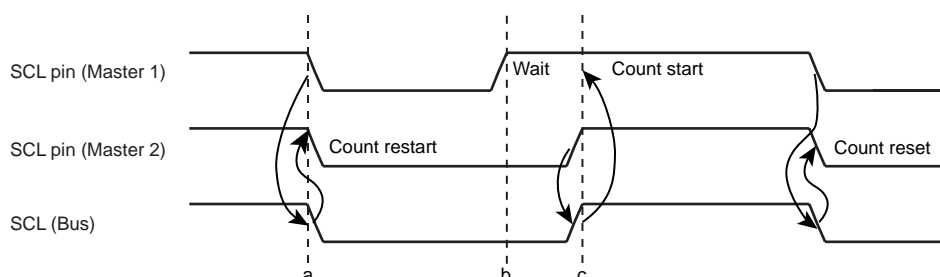 SCL pin (Master 1)
Wait
Count start
SCL pin (Master 2)
Count restart
Count reset
SCL (Bus)
a
b
c